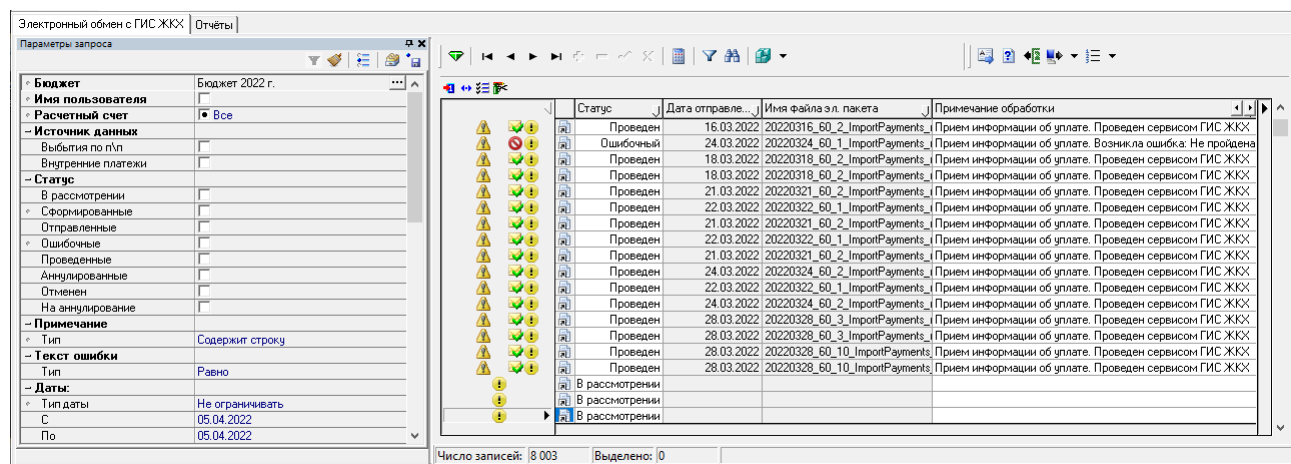 Электронный обмен с ГИС ЖКХ Отчёты
Параметры запроса
Бюджет Бюджет 2022 г. ...
Имя пользователя
Расчетный счет Все
Источник данных
Выбытия по п\п
Внутренние платежи
Статус
В рассмотрении
Сформированные
Отправленные
Ошибочные
Проведенные
Аннулированные
Отменен
На аннулирование
Примечание
Тип Содержит строку
Текст ошибки
Тип Равно
Даты:
Тип даты Не ограничивать
С 05.04.2022
По 05.04.2022
Статус Дата отправле... Имя файла эл. пакета Примечание обработки
Проведен 16.03.2022 20220316_60_2_ImportPayments_ Прием информации об уплате. Проведен сервисом ГИС ЖКХ
Ошибочный 24.03.2022 20220324_60_1_ImportPayments_ Прием информации об уплате. Возникла ошибка: Не пройдена
Проведен 18.03.2022 20220318_60_2_ImportPayments_ Прием информации об уплате. Проведен сервисом ГИС ЖКХ
Проведен 18.03.2022 20220318_60_2_ImportPayments_ Прием информации об уплате. Проведен сервисом ГИС ЖКХ
Проведен 21.03.2022 20220321_60_2_ImportPayments_ Прием информации об уплате. Проведен сервисом ГИС ЖКХ
Проведен 22.03.2022 20220322_60_1_ImportPayments_ Прием информации об уплате. Проведен сервисом ГИС ЖКХ
Проведен 21.03.2022 20220321_60_2_ImportPayments_ Прием информации об уплате. Проведен сервисом ГИС ЖКХ
Проведен 22.03.2022 20220322_60_1_ImportPayments_ Прием информации об уплате. Проведен сервисом ГИС ЖКХ
Проведен 21.03.2022 20220321_60_2_ImportPayments_ Прием информации об уплате. Проведен сервисом ГИС ЖКХ
Проведен 24.03.2022 20220324_60_2_ImportPayments_ Прием информации об уплате. Проведен сервисом ГИС ЖКХ
Проведен 22.03.2022 20220322_60_1_ImportPayments_ Прием информации об уплате. Проведен сервисом ГИС ЖКХ
Проведен 24.03.2022 20220324_60_2_ImportPayments_ Прием информации об уплате. Проведен сервисом ГИС ЖКХ
Проведен 28.03.2022 20220328_60_3_ImportPayments_ Прием информации об уплате. Проведен сервисом ГИС ЖКХ
Проведен 28.03.2022 20220328_60_3_ImportPayments_ Прием информации об уплате. Проведен сервисом ГИС ЖКХ
Проведен 28.03.2022 20220328_60_10_ImportPayments_ Прием информации об уплате. Проведен сервисом ГИС ЖКХ
Проведен 28.03.2022 20220328_60_10_ImportPayments_ Прием информации об уплате. Проведен сервисом ГИС ЖКХ
В рассмотрении
В рассмотрении
В рассмотрении
Число записей: 8 003 Выделено: 0